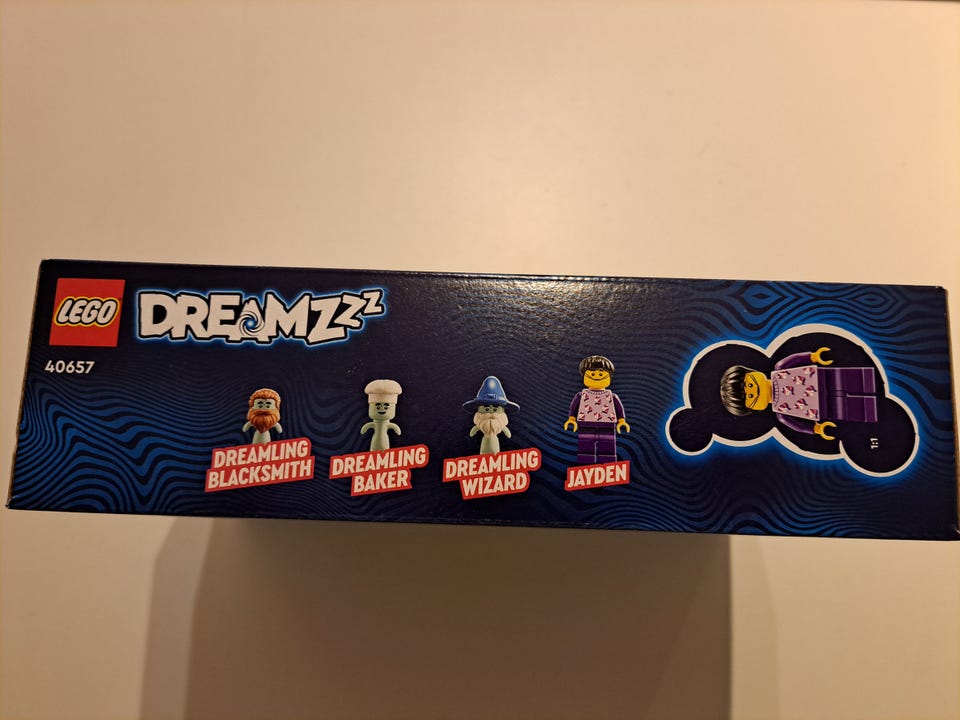 LEGO
DREAMZzz
40657
DREAMLING
BLACKSMITH
DREAMLING
BAKER
DREAMLING
WIZARD
JAYDEN
1:1